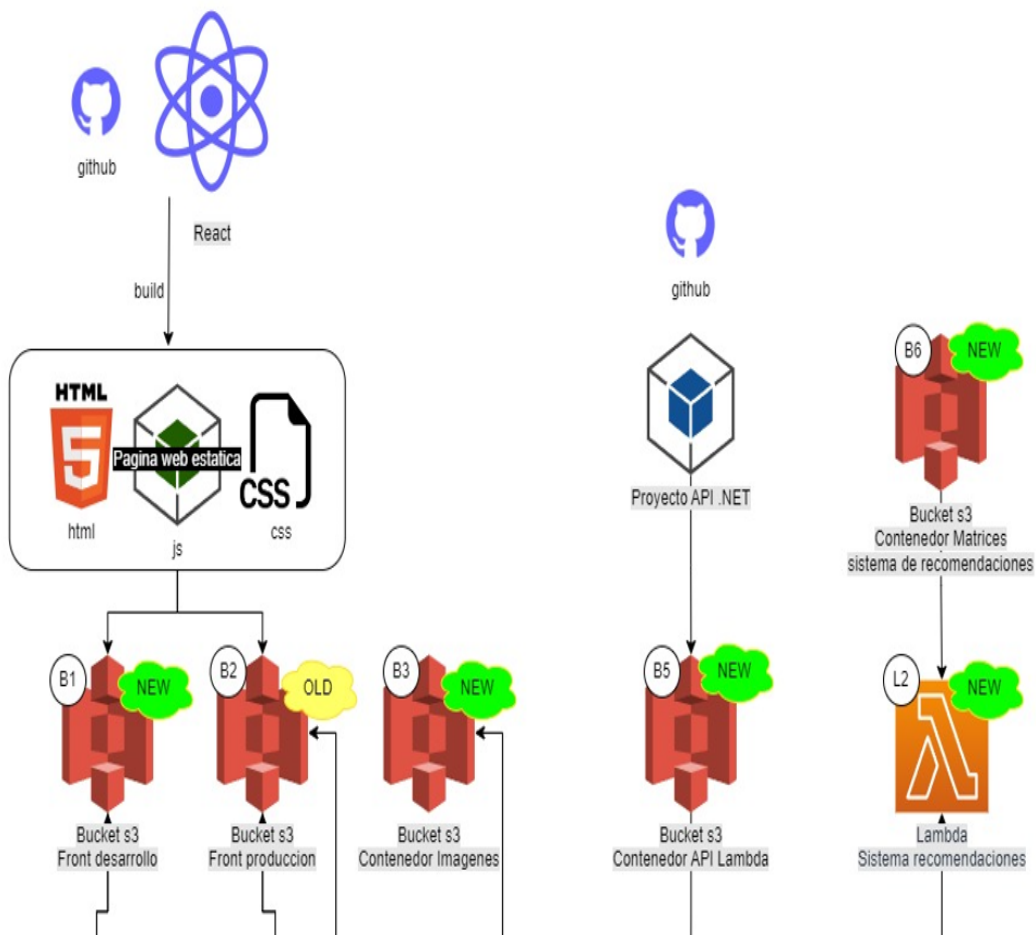 github
React
build
HTML
5
Pagina web estatica
CSS
html
js
css
B1
NEW
Bucket s3
Front desarrollo
B2
OLD
Bucket s3
Front produccion
B3
NEW
Bucket s3
Contenedor Imagenes
github
Proyecto API .NET
B5
NEW
Bucket s3
Contenedor API Lambda
B6
NEW
Bucket s3
Contenedor Matrices
sistema de recomendaciones
L2
NEW
Lambda
Sistema recomendaciones